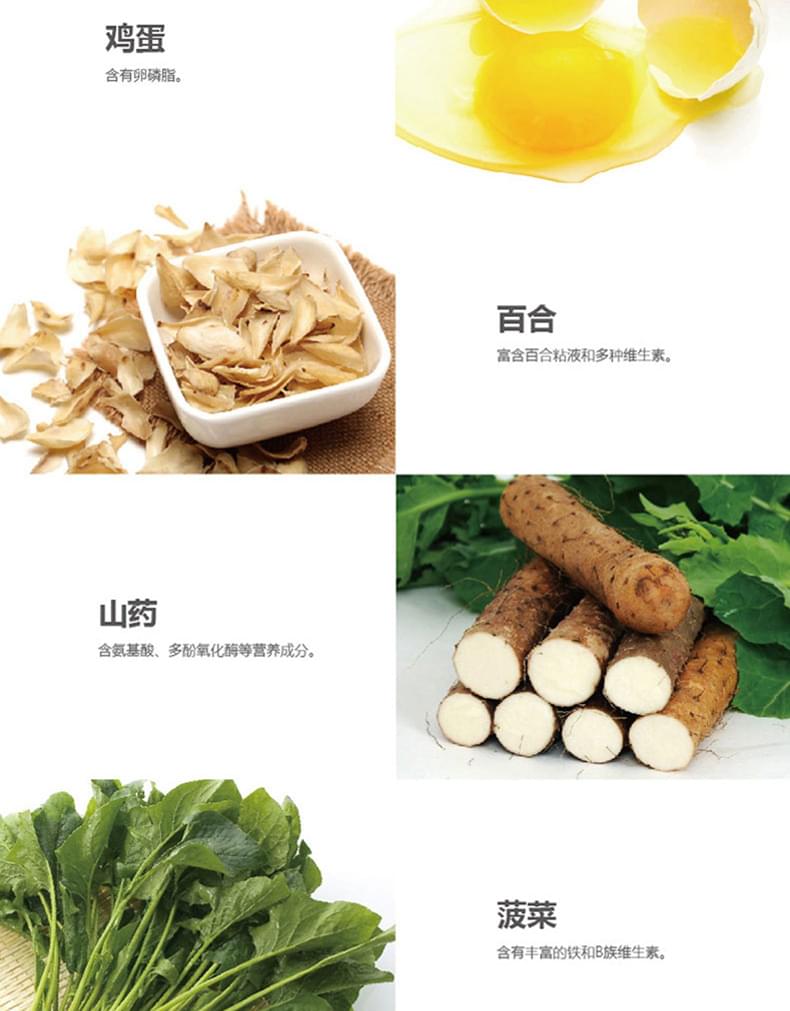 鸡蛋
含有卵磷脂。
百合
富含百合粘液和多种维生素。
山药
含氨基酸、多酚氧化酶等营养成分。
菠菜
含有丰富的铁和B族维生素。